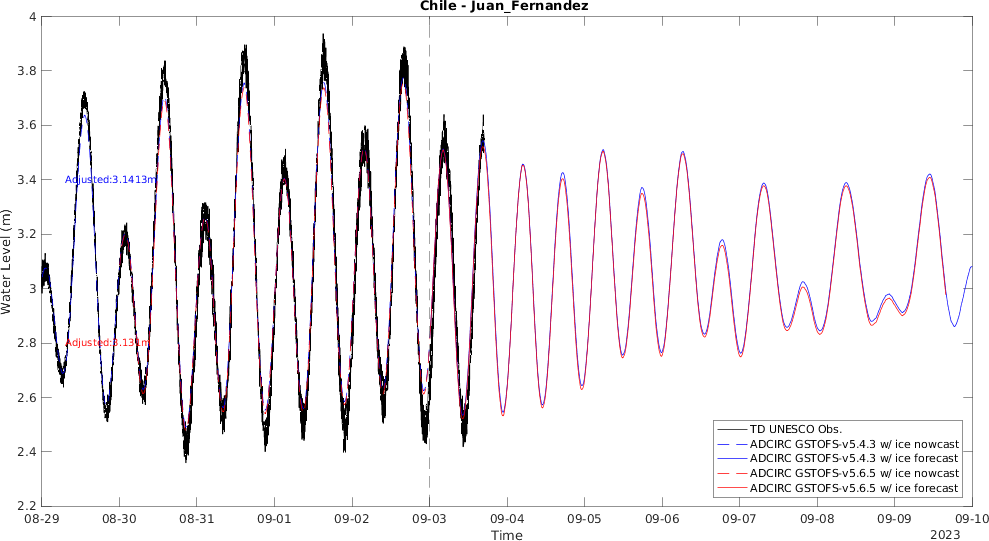 Chile - Juan_Fernandez
Water Level (m)
4
3.8
3.6
3.4
3.2
3
2.8
2.6
2.4
2.2
Adjusted:3.1413m
Adjusted:3.131m
TD UNESCO Obs.
ADCIRC GSTOFS-v5.4.3 w/ ice nowcast
ADCIRC GSTOFS-v5.4.3 w/ ice forecast
ADCIRC GSTOFS-v5.6.5 w/ ice nowcast
ADCIRC GSTOFS-v5.6.5 w/ ice forecast
08-29 08-30 08-31 09-01 09-02 09-03 09-04 09-05 09-06 09-07 09-08 09-09 09-10
Time
2023